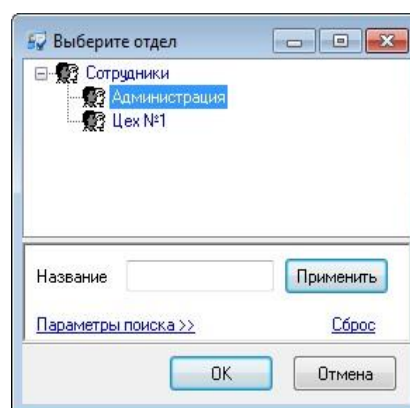 Выберите отдел
Сотрудники
Администрация
Цех №1
Название
Применить
Параметры поиска >>
Сброс
OK
Отмена